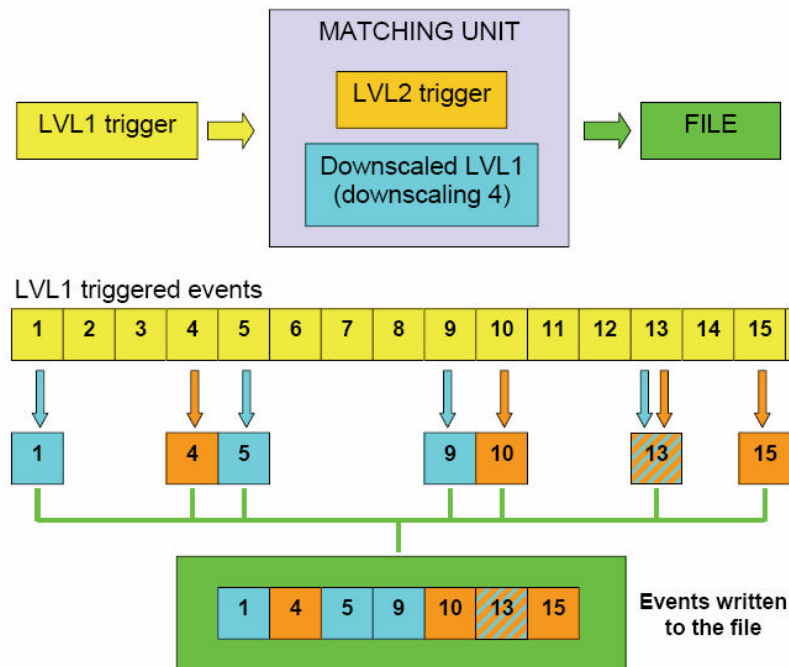 MATCHING UNIT
LVL1 trigger
LVL2 trigger
FILE
Downscaled LVL1
(downscaling 4)
LVL1 triggered events
1 2 3 4 5 6 7 8 9 10 11 12 13 14 15
1 4 5 9 10 13 15
1 4 5 9 10 13 15
Events written
to the file